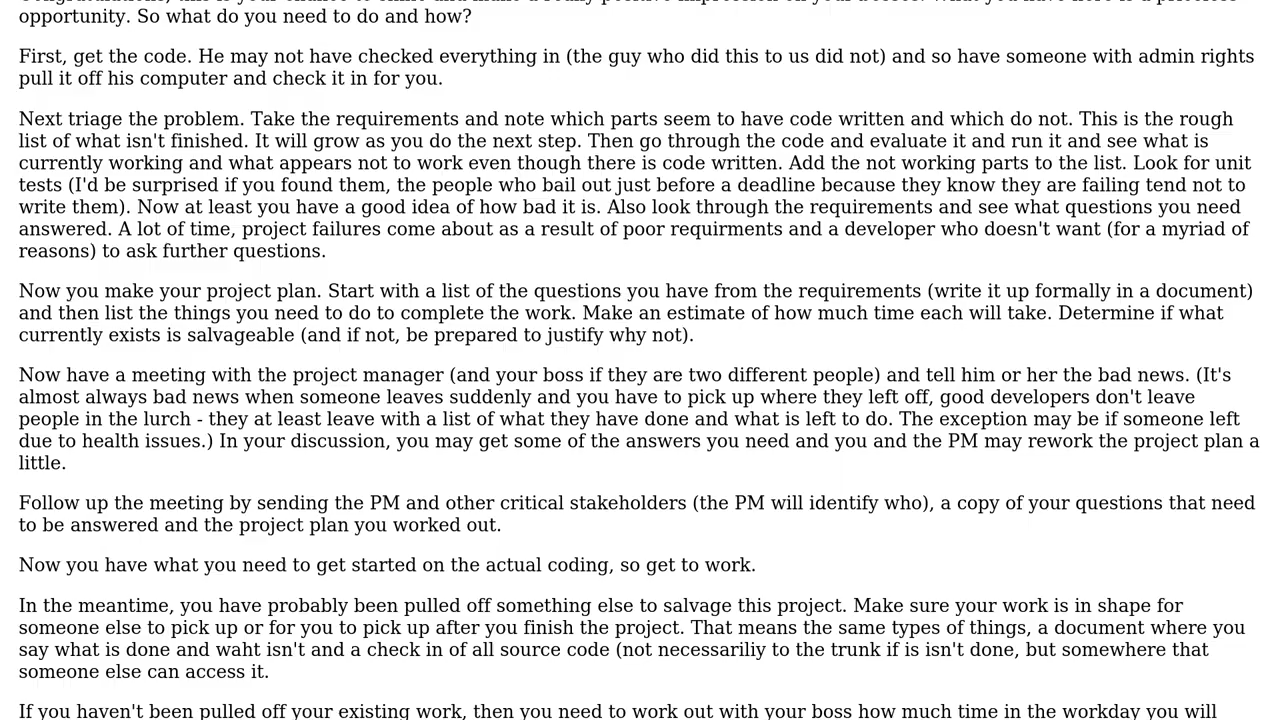 opportunity. So what do you need to do and how?
First, get the code. He may not have checked everything in (the guy who did this to us did not) and so have someone with admin rights
pull it off his computer and check it in for you.
Next triage the problem. Take the requirements and note which parts seem to have code written and which do not. This is the rough
list of what isn't finished. It will grow as you do the next step. Then go through the code and evaluate it and run it and see what is
currently working and what appears not to work even though there is code written. Add the not working parts to the list. Look for unit
tests (I'd be surprised if you found them, the people who bail out just before a deadline because they know they are failing tend not to
write them). Now at least you have a good idea of how bad it is. Also look through the requirements and see what questions you need
answered. A lot of time, project failures come about as a result of poor requirments and a developer who doesn't want (for a myriad of
reasons) to ask further questions.
Now you make your project plan. Start with a list of the questions you have from the requirements (write it up formally in a document)
and then list the things you need to do to complete the work. Make an estimate of how much time each will take. Determine if what
currently exists is salvageable (and if not, be prepared to justify why not).
Now have a meeting with the project manager (and your boss if they are two different people) and tell him or her the bad news. (It's
almost always bad news when someone leaves suddenly and you have to pick up where they left off, good developers don't leave
people in the lurch - they at least leave with a list of what they have done and what is left to do. The exception may be if someone left
due to health issues.) In your discussion, you may get some of the answers you need and you and the PM may rework the project plan a
little.
Follow up the meeting by sending the PM and other critical stakeholders (the PM will identify who), a copy of your questions that need
to be answered and the project plan you worked out.
Now you have what you need to get started on the actual coding, so get to work.
In the meantime, you have probably been pulled off something else to salvage this project. Make sure your work is in shape for
someone else to pick up or for you to pick up after you finish the project. That means the same types of things, a document where you
say what is done and waht isn't and a check in of all source code (not necessariliy to the trunk if is isn't done, but somewhere that
someone else can access it.
If you haven't been pulled off your existing work, then you need to work out with your boss how much time in the workday you will